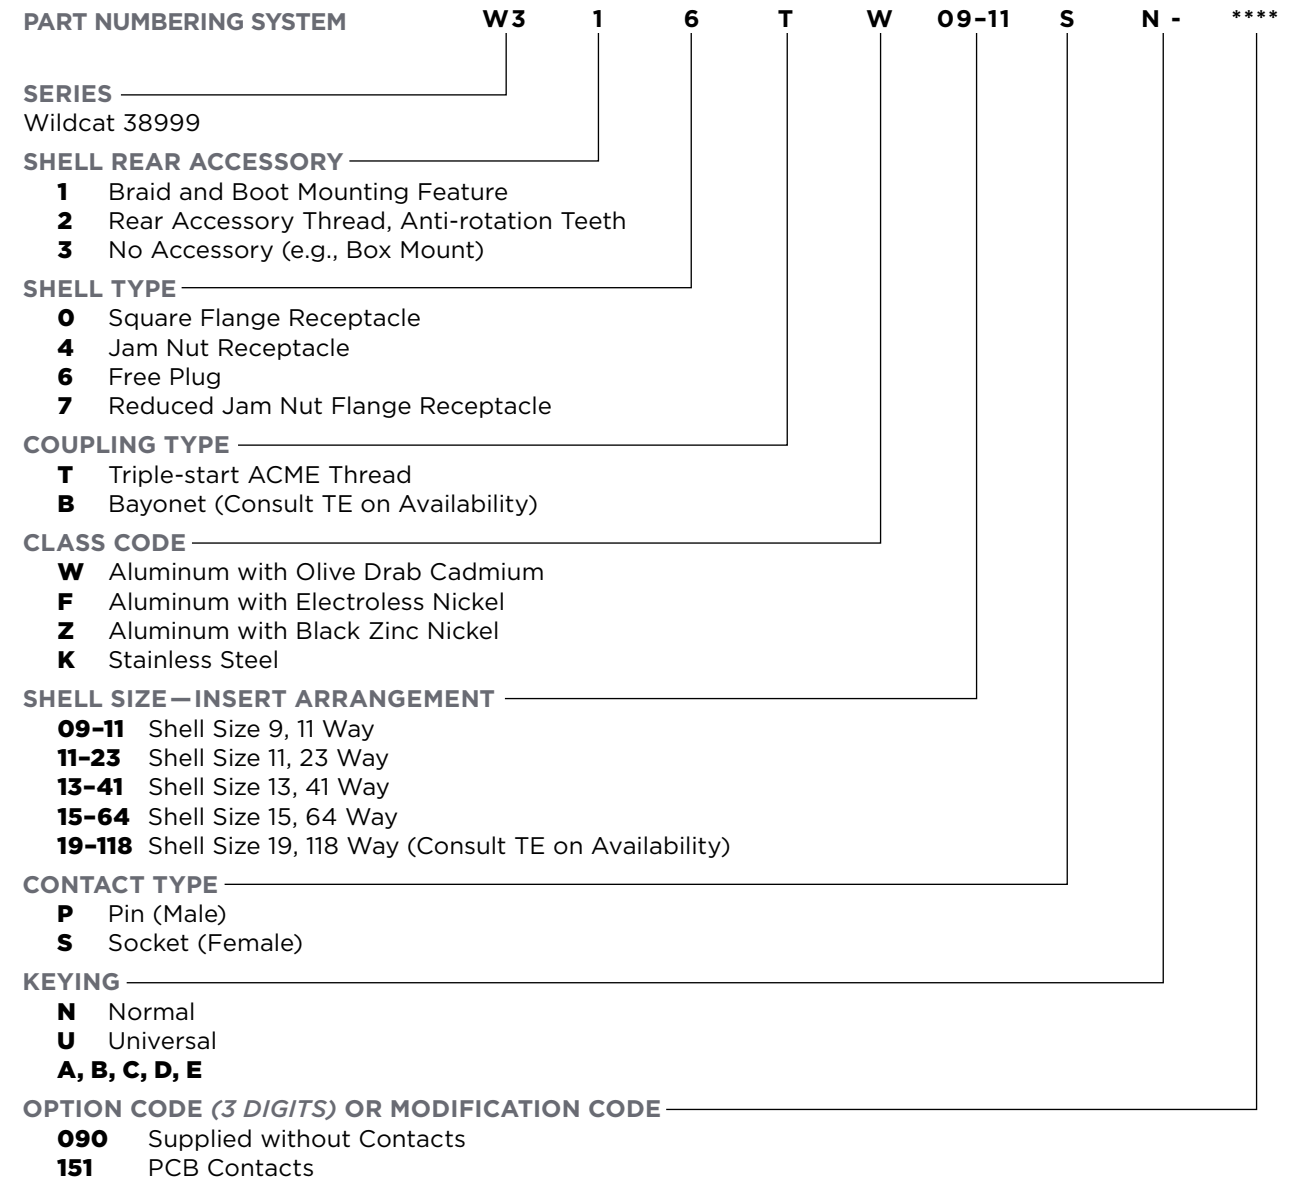 PART NUMBERING SYSTEM W3 1 6 T W 09–11 S N - ****
SERIES
Wildcat 38999
SHELL REAR ACCESSORY
1 Braid and Boot Mounting Feature
2 Rear Accessory Thread, Anti-rotation Teeth
3 No Accessory (e.g., Box Mount)
SHELL TYPE
0 Square Flange Receptacle
4 Jam Nut Receptacle
6 Free Plug
7 Reduced Jam Nut Flange Receptacle
COUPLING TYPE
T Triple-start ACME Thread
B Bayonet (Consult TE on Availability)
CLASS CODE
W Aluminum with Olive Drab Cadmium
F Aluminum with Electroless Nickel
Z Aluminum with Black Zinc Nickel
K Stainless Steel
SHELL SIZE—INSERT ARRANGEMENT
09–11 Shell Size 9, 11 Way
11–23 Shell Size 11, 23 Way
13–41 Shell Size 13, 41 Way
15–64 Shell Size 15, 64 Way
19–118 Shell Size 19, 118 Way (Consult TE on Availability)
CONTACT TYPE
P Pin (Male)
S Socket (Female)
KEYING
N Normal
U Universal
A, B, C, D, E
OPTION CODE (3 DIGITS) OR MODIFICATION CODE
090 Supplied without Contacts
151 PCB Contacts